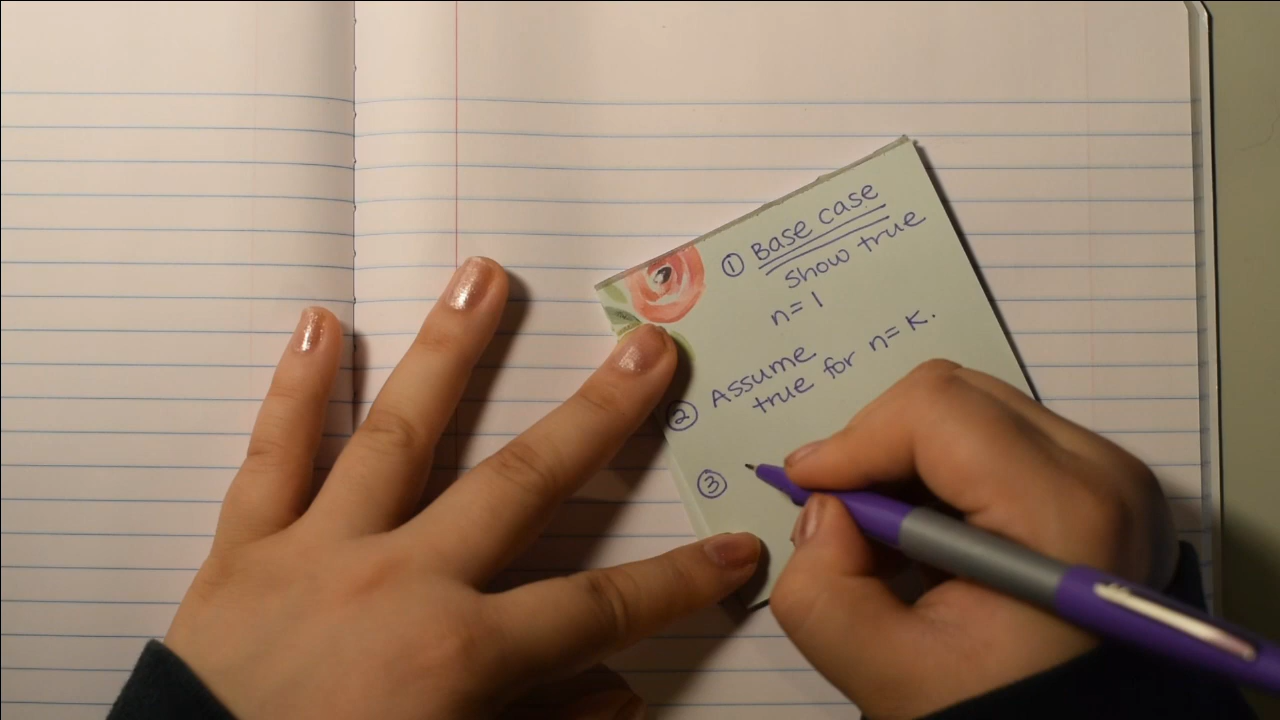 ① Base case
Show true
n= 1
② Assume
true for n= K.
③